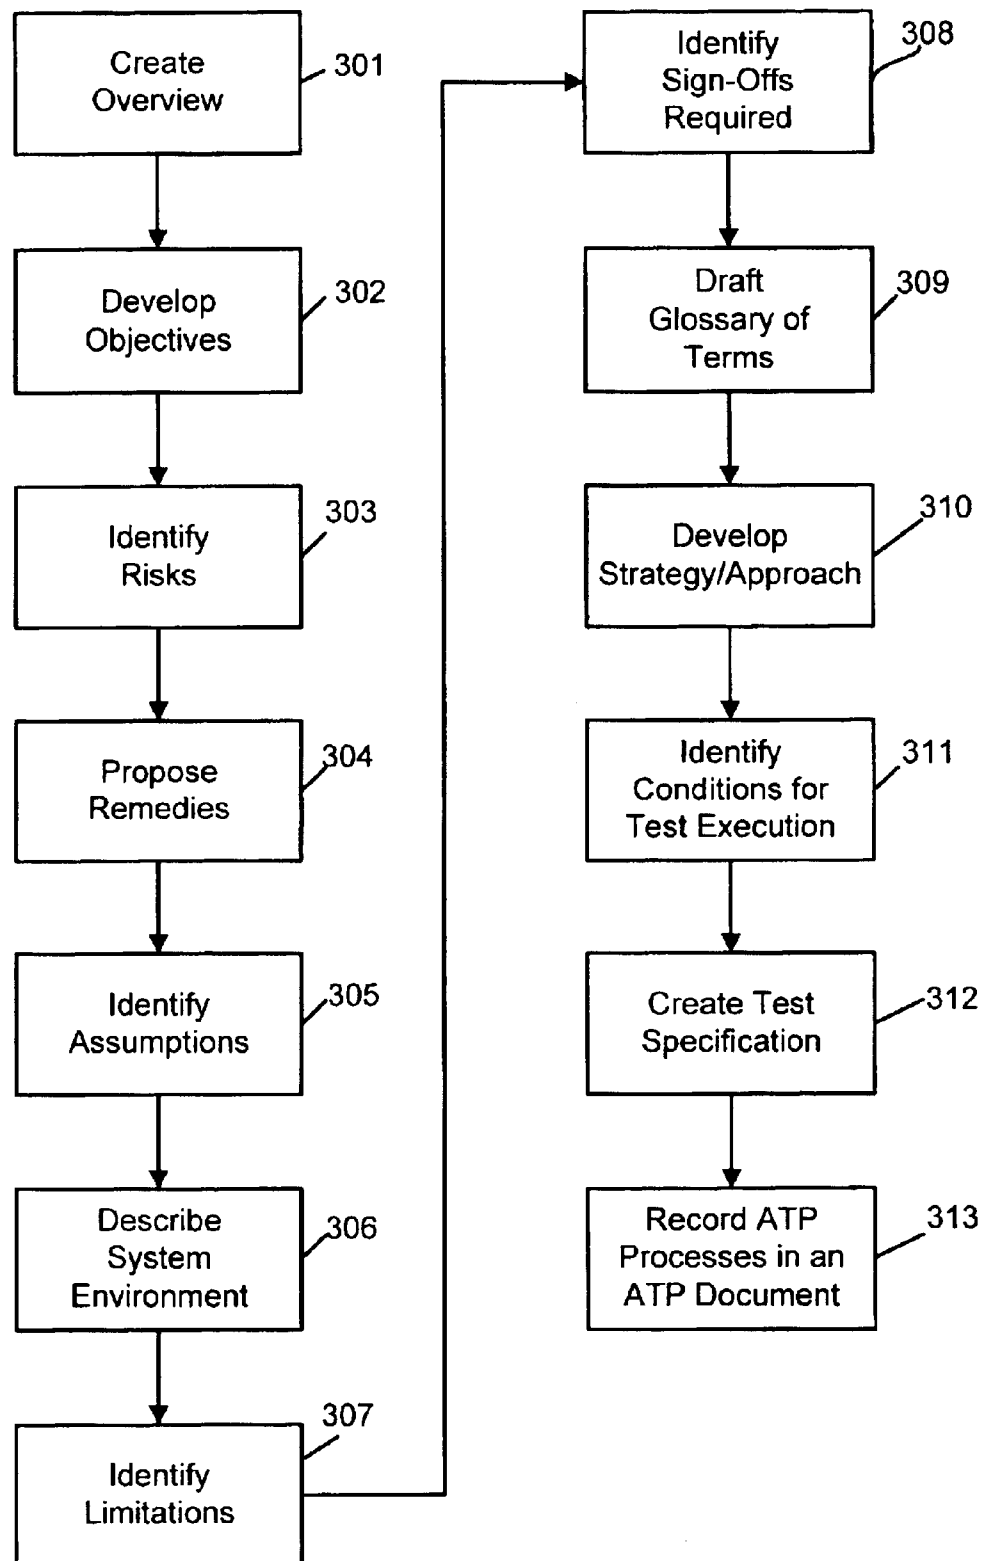 Create
Overview
301
Develop
Objectives
302
Identify
Risks
303
Propose
Remedies
304
Identify
Assumptions
305
Describe
System
Environment
306
Identify
Limitations
307
Identify
Sign-Offs
Required
308
Draft
Glossary of
Terms
309
Develop
Strategy/Approach
310
Identify
Conditions for
Test Execution
311
Create Test
Specification
312
Record ATP
Processes in an
ATP Document
313